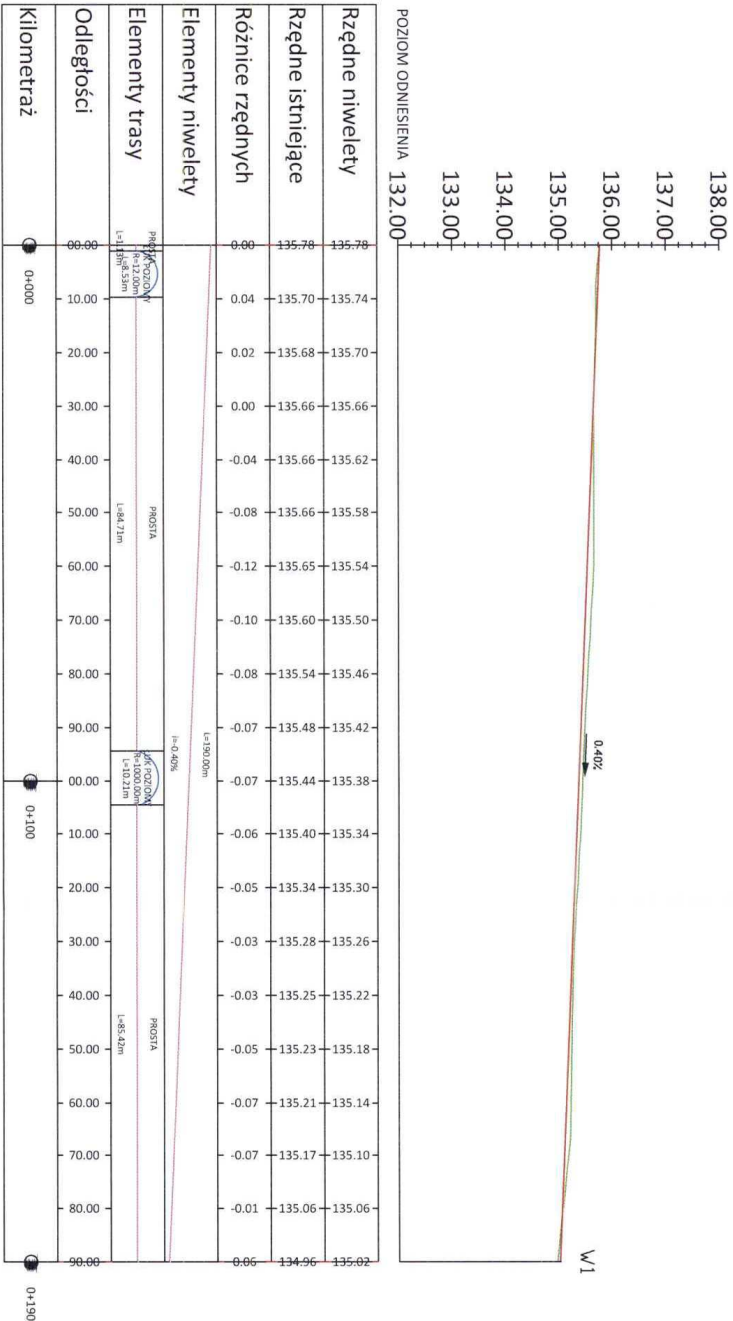 POZIOM ODNIESIENIA
138.00
137.00
136.00
135.00
134.00
133.00
132.00
0.40%
W1
Rzędne niwelety
135.78 135.74 135.70 135.66 135.62 135.58 135.54 135.50 135.46 135.42 135.38 135.34 135.30 135.26 135.22 135.18 135.14 135.10 135.06 135.02
Rzędne istniejące
135.78 135.70 135.68 135.66 135.66 135.66 135.65 135.60 135.54 135.48 135.44 135.40 135.34 135.28 135.25 135.23 135.21 135.17 135.06 134.96
Różnice rzędnych
0.00 0.04 0.02 0.00 -0.04 -0.08 -0.12 -0.10 -0.08 -0.07 -0.07 -0.06 -0.05 -0.03 -0.03 -0.05 -0.07 -0.07 -0.01 0.06
Elementy niwelety
L=190.00m
i=-0.40%
Elementy trasy
PROSTA
L=1.13m
ŁUK POZIOMY
R=12.00m
L=8.53m
PROSTA
L=84.71m
ŁUK POZIOMY
R=1000.00m
L=10.21m
PROSTA
L=85.42m
Odległości
00.00 10.00 20.00 30.00 40.00 50.00 60.00 70.00 80.00 90.00 00.00 10.00 20.00 30.00 40.00 50.00 60.00 70.00 80.00 90.00
Kilometraż
0+000 0+100 0+190